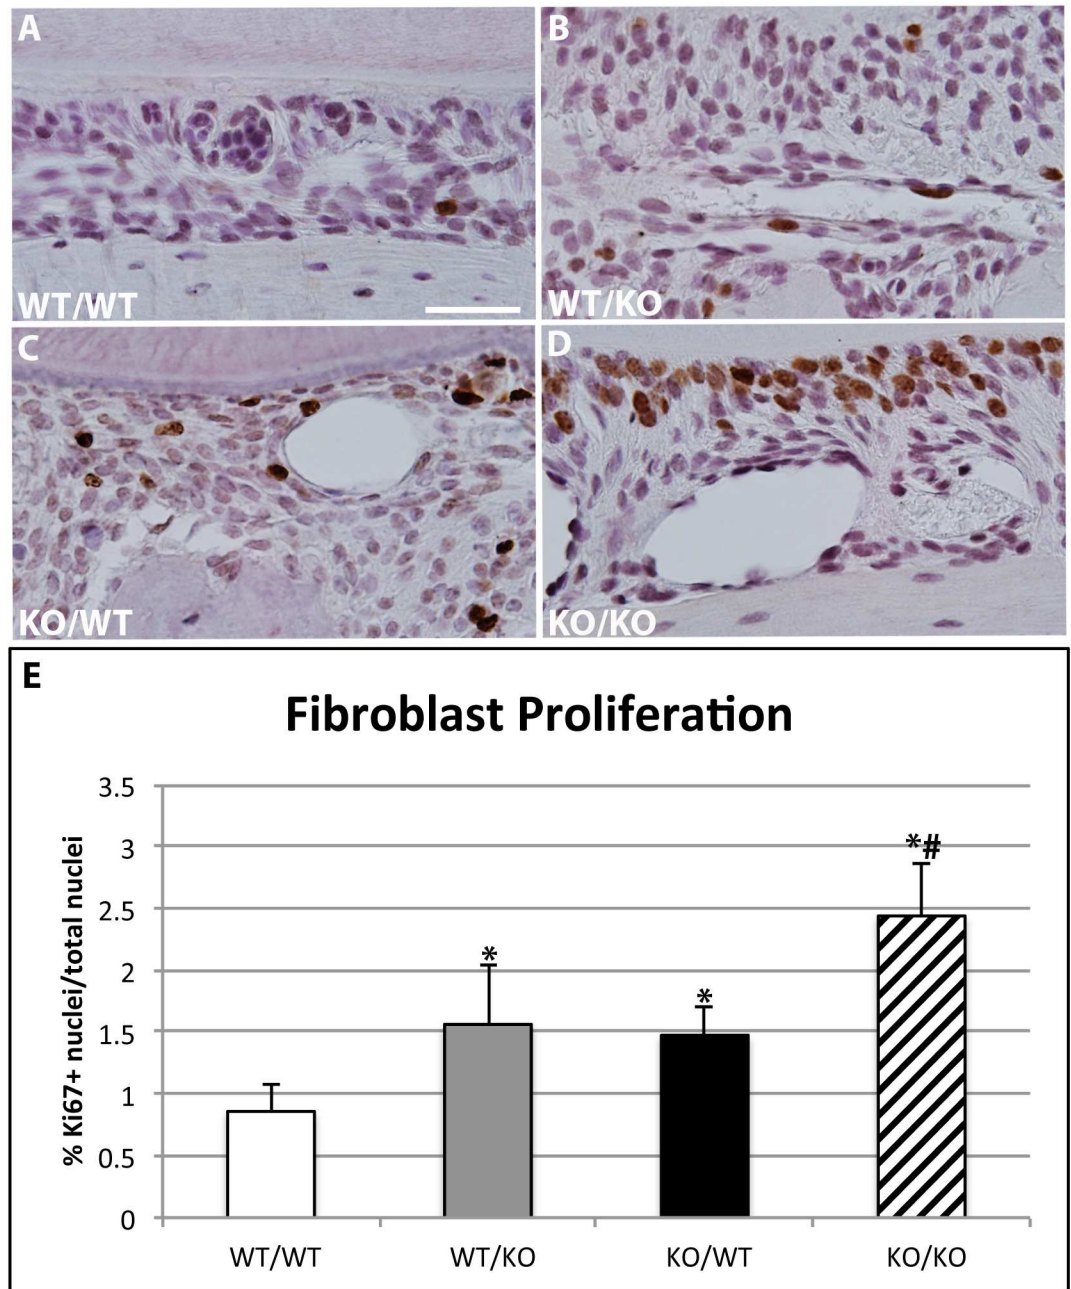 A
B
WT/WT
WT/KO
C
D
KO/WT
KO/KO
E
Fibroblast Proliferation
3.5
3
2.5
2
1.5
1
0.5
0
% Ki67+ nuclei/total nuclei
*
*
*#
WT/WT
WT/KO
KO/WT
KO/KO